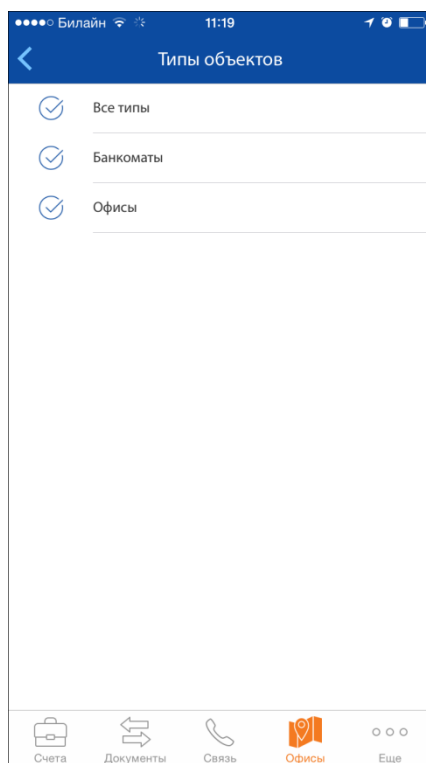 Билайн 11:19
Типы объектов
Все типы
Банкоматы
Офисы
Счета Документы Связь Офисы Еще